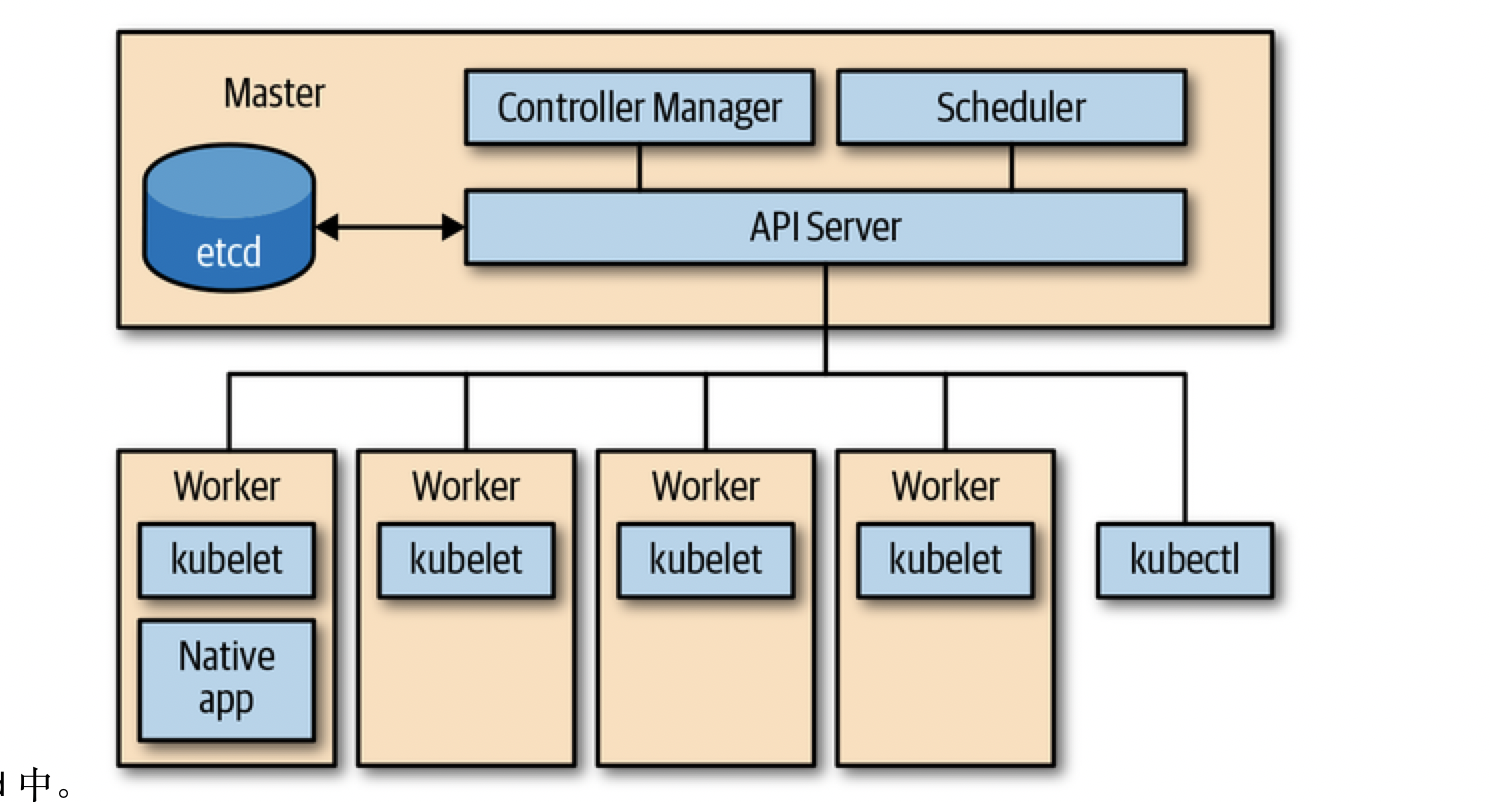 Master
Controller Manager
Scheduler
etcd
API Server
Worker
Worker
Worker
Worker
kubelet
kubelet
kubelet
kubelet
kubectl
Native
app
中。